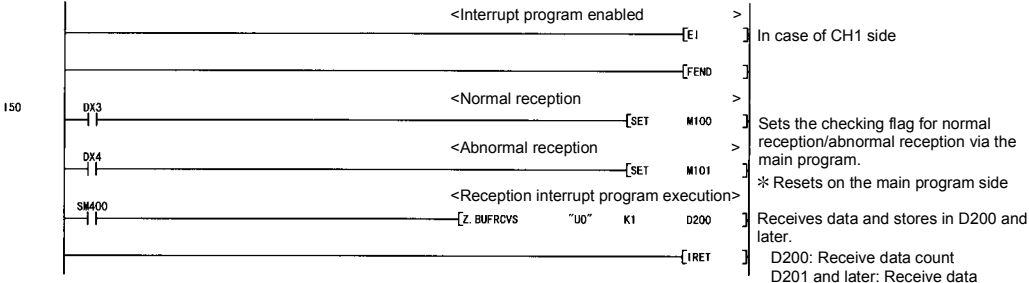 <Interrupt program enabled >
[EI ] In case of CH1 side
[FEND ]
<Normal reception >
I50 DX3 [SET M100 ]
Sets the checking flag for normal
reception/abnormal reception via the
main program.
<Abnormal reception >
DX4 [SET M101 ]
＊ Resets on the main program side
<Reception interrupt program execution>
SM400 [Z.BUFRCVS "U0" K1 D200 ]
Receives data and stores in D200 and
later.
[IRET ]
D200: Receive data count
D201 and later: Receive data